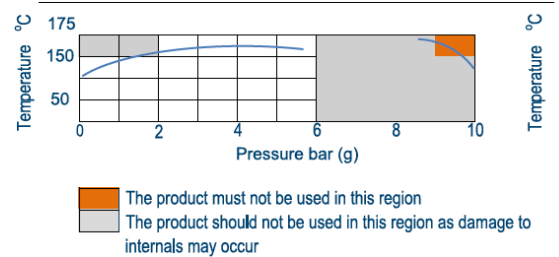 175
150
50
Temperature °C
Temperature °C
0 2 4 6 8 10
Pressure bar (g)
The product must not be used in this region
The product should not be used in this region as damage to
internals may occur